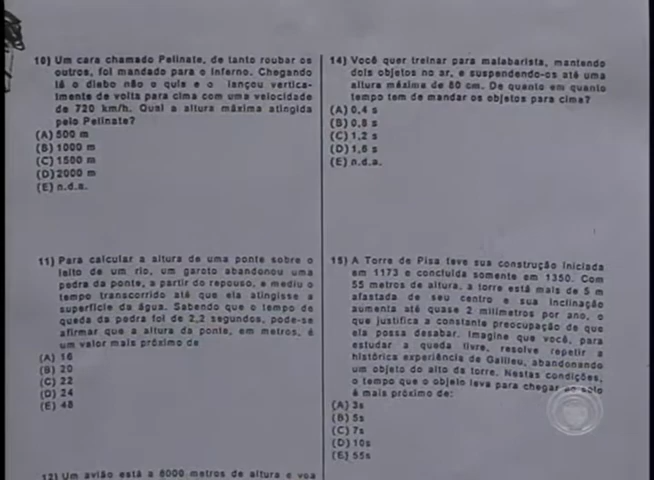 10) Um cara chamado Pelinate, de tanto roubar os
outros, foi mandado para o inferno. Chegando
lá o diabo não o quis e o lançou vertica-
lmente de volta para cima com uma velocidade
de 720 km/h. Qual a altura máxima atingida
pelo Pelinate?
(A) 500 m
(B) 1000 m
(C) 1500 m
(D) 2000 m
(E) n.d.a.
11) Para calcular a altura de uma ponte sobre o
leito de um rio, um garoto abandonou uma
pedra da ponte, a partir do repouso, e mediu o
tempo transcorrido até que ela atingisse a
superfície da água. Sabendo que o tempo de
queda da pedra foi de 2,2 segundos, pode-se
afirmar que a altura da ponte, em metros, é
um valor mais próximo de
(A) 16
(B) 20
(C) 22
(D) 24
(E) 48
12) Um avião está a 8000 metros de altura e voa
14) Você quer treinar para malabarista, mantendo
dois objetos no ar, e suspendendo-os até uma
altura máxima de 80 cm. De quanto em quanto
tempo tem de mandar os objetos para cima?
(A) 0,4 s
(B) 0,8 s
(C) 1,2 s
(D) 1,6 s
(E) n.d.a.
15) A Torre de Pisa teve sua construção iniciada
em 1173 e concluída somente em 1350. Com
55 metros de altura, a torre está mais de 5 m
afastada de seu centro e sua inclinação
aumenta até quase 2 milímetros por ano, o
que justifica a constante preocupação de que
ela possa desabar. Imagine que você, para
estudar a queda livre, resolve repetir a
histórica experiência de Galileu, abandonando
um objeto do alto da torre. Nestas condições,
o tempo que o objeto leva para chegar ao solo
é mais próximo de:
(A) 3s
(B) 5s
(C) 7s
(D) 10s
(E) 55s